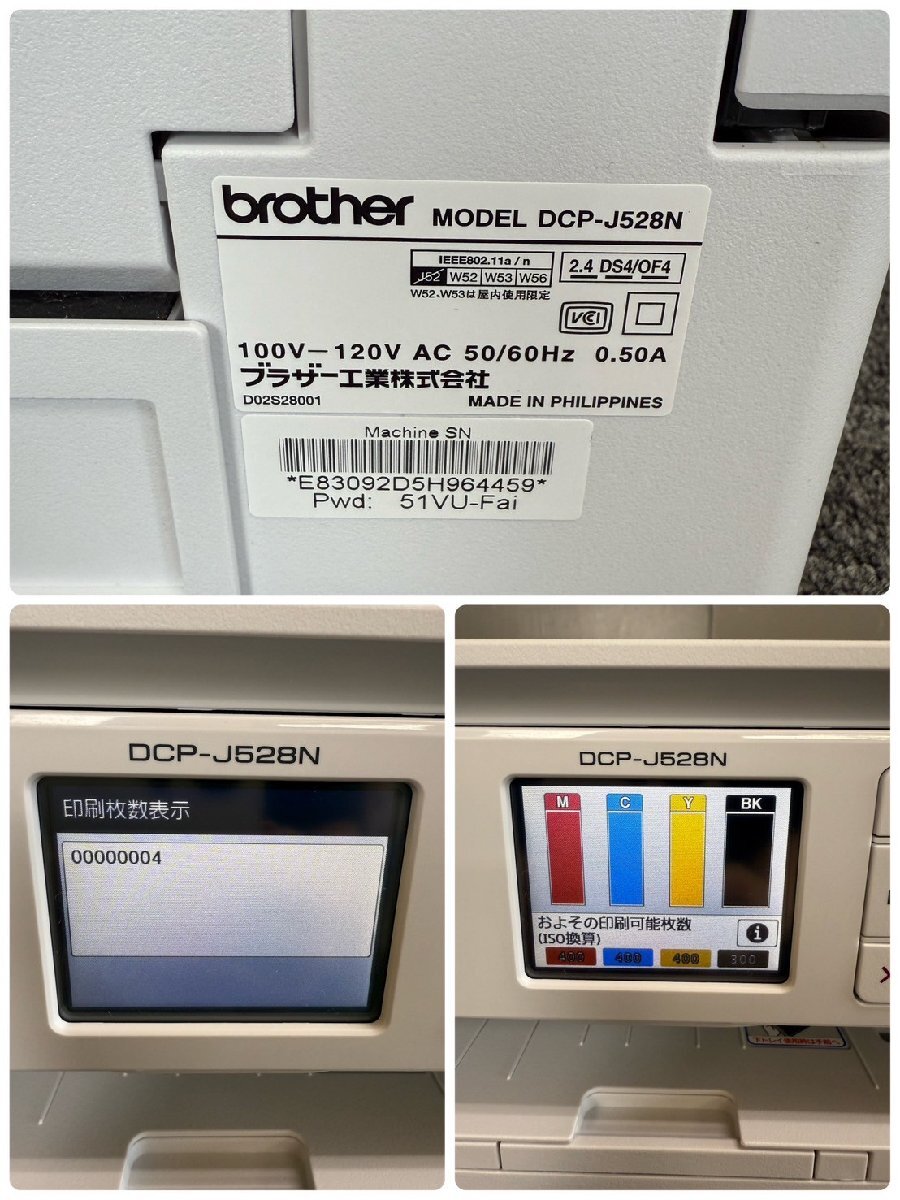 brother MODEL DCP-J528N
IEEE802.11a/n
J52 W52 W53 W56
2.4 DS4/OF4
W52、W53は屋内使用限定
VCI
100V－120V AC 50/60Hz 0.50A
ブラザー工業株式会社
D02S28001 MADE IN PHILIPPINES
Machine SN
*E83092D5H964459*
Pwd: 51VU-Fai
DCP-J528N
印刷枚数表示
00000004
DCP-J528N
M C Y BK
およその印刷可能枚数
(ISO換算)
400 400 400 300